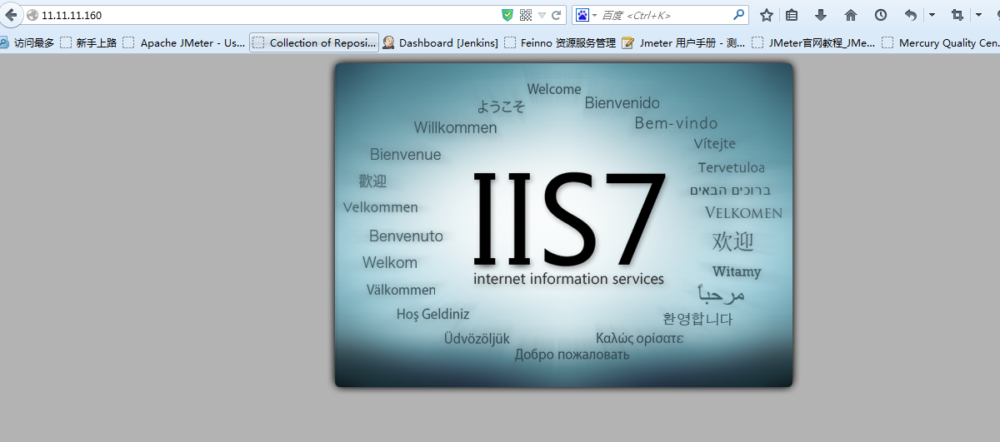 11.11.11.160
百度 <Ctrl+K>
访问最多 新手上路 Apache JMeter - Us... Collection of Reposi... Dashboard [Jenkins] Feinno 资源服务管理 Jmeter 用户手册 - 测... JMeter官网教程_JMe... Mercury Quality Cen...
Welcome
ようこそ
Bienvenido
Willkommen
Bem-vindo
Bienvenue
Vítejte
歡迎
Tervetuloa
Velkommen
ברוכים הבאים
VELKOMEN
Benvenuto
欢迎
Welkom
Witamy
Välkommen
مرحباً
Hoş Geldiniz
환영합니다
Üdvözöljük
Καλώς ορίσατε
Добро пожаловать
IIS7
internet information services